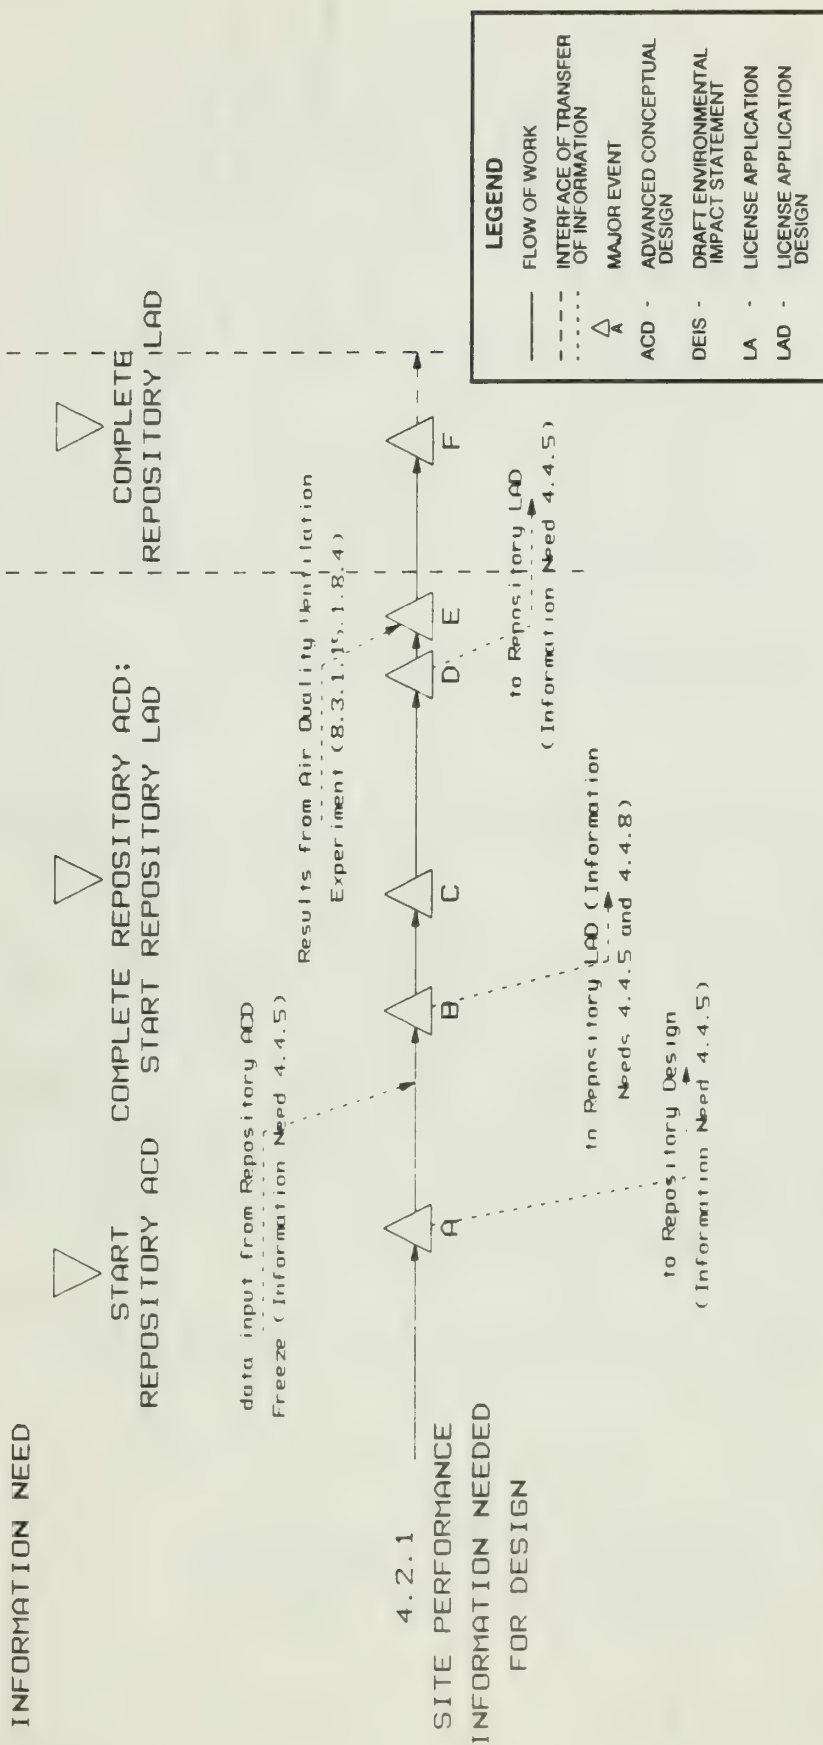 INFORMATION NEED
START
REPOSITORY ACD
COMPLETE REPOSITORY ACD;
START REPOSITORY LAD
COMPLETE
REPOSITORY LAD
data input from Repository ACD
Freeze (Information Need 4.4.5)
Results from Air Quality Ventilation
Experiment (8.3.1.15.1.8.4)
4.2.1
SITE PERFORMANCE
INFORMATION NEEDED
FOR DESIGN
A
B
C
D
E
F
to Repository Design
(Information Need 4.4.5)
to Repository LAD (Information
Needs 4.4.5 and 4.4.8)
to Repository LAD
(Information Need 4.4.5)
LEGEND
FLOW OF WORK
INTERFACE OF TRANSFER
OF INFORMATION
A MAJOR EVENT
ACD - ADVANCED CONCEPTUAL
DESIGN
DEIS - DRAFT ENVIRONMENTAL
IMPACT STATEMENT
LA - LICENSE APPLICATION
LAD - LICENSE APPLICATION
DESIGN